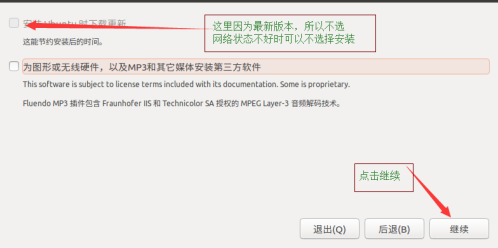 安装 Ubuntu 时下载更新
这里因为最新版本，所以不选
网络状态不好时可以不选择安装
这能节约安装后的时间。
为图形或无线硬件，以及MP3和其它媒体安装第三方软件
This software is subject to license terms included with its documentation. Some is proprietary.
Fluendo MP3 插件包含 Fraunhofer IIS 和 Technicolor SA 授权的 MPEG Layer-3 音频解码技术。
点击继续
退出(Q)
后退(B)
继续